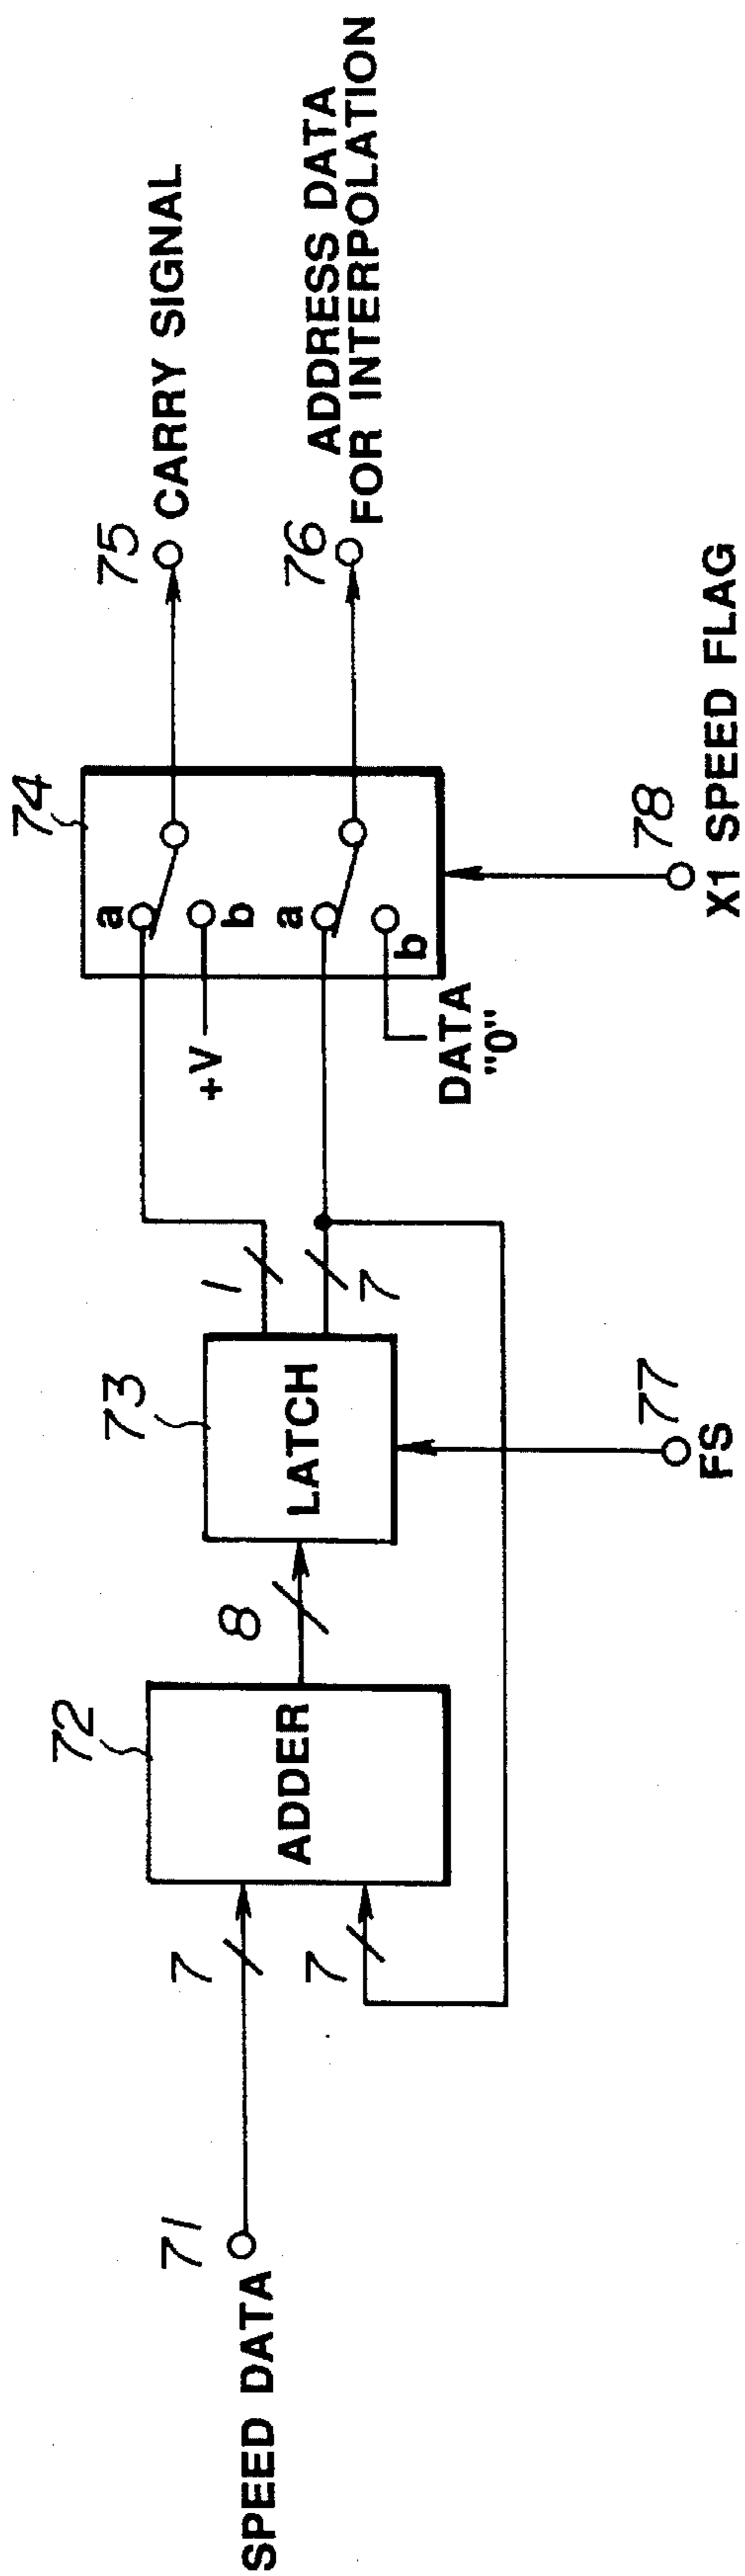 SPEED DATA
71
7
7
72
ADDER
8
73
LATCH
1
7
FS
77
74
a
+V
b
a
b
DATA
"0"
75
CARRY SIGNAL
76
ADDRESS DATA
FOR INTERPOLATION
78
X1 SPEED FLAG